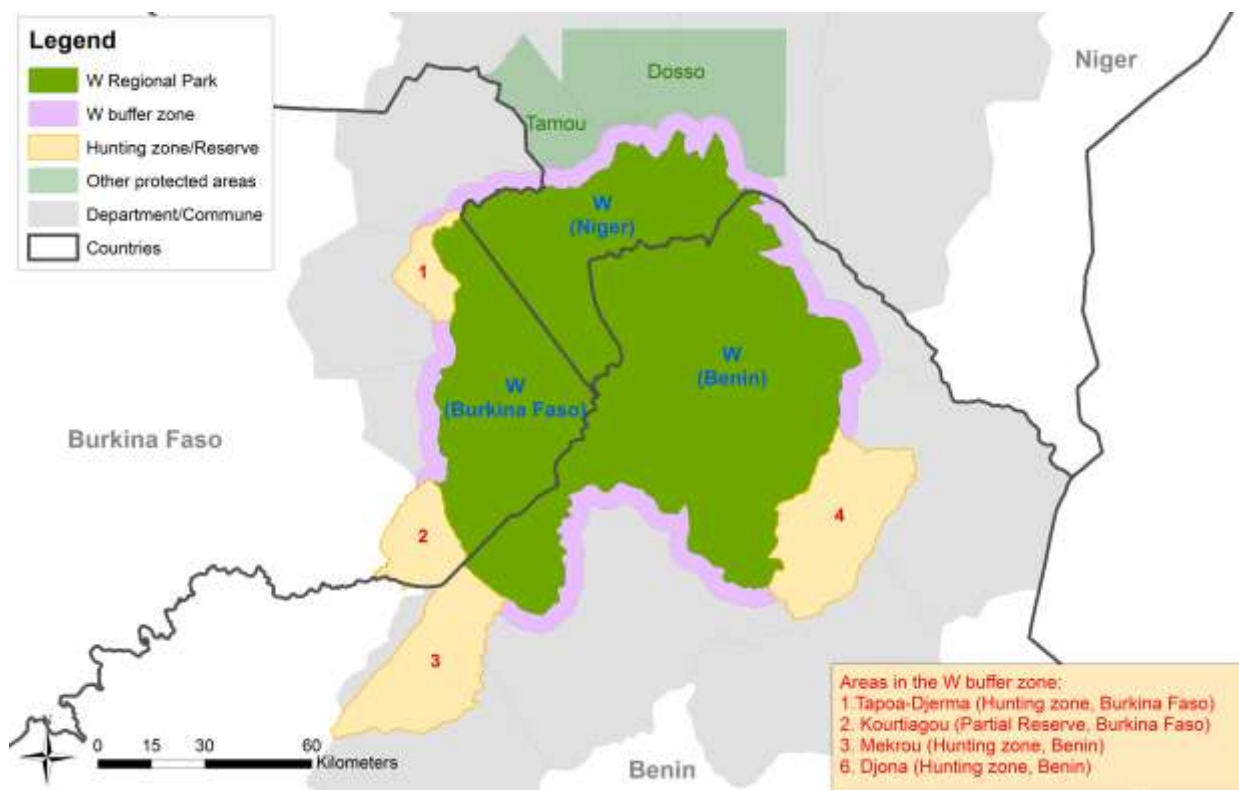 Legend
W Regional Park
W buffer zone
Hunting zone/Reserve
Other protected areas
Department/Commune
Countries
Niger
Dosso
Tamou
W
(Niger)
1
W
(Benin)
W
(Burkina Faso)
Burkina Faso
4
2
3
Areas in the W buffer zone:
1.Tapoa-Djerma (Hunting zone, Burkina Faso)
2. Kourtiagou (Partial Reserve, Burkina Faso)
3. Mekrou (Hunting zone, Benin)
6. Djona (Hunting zone, Benin)
0 15 30 60
Kilometers
Benin